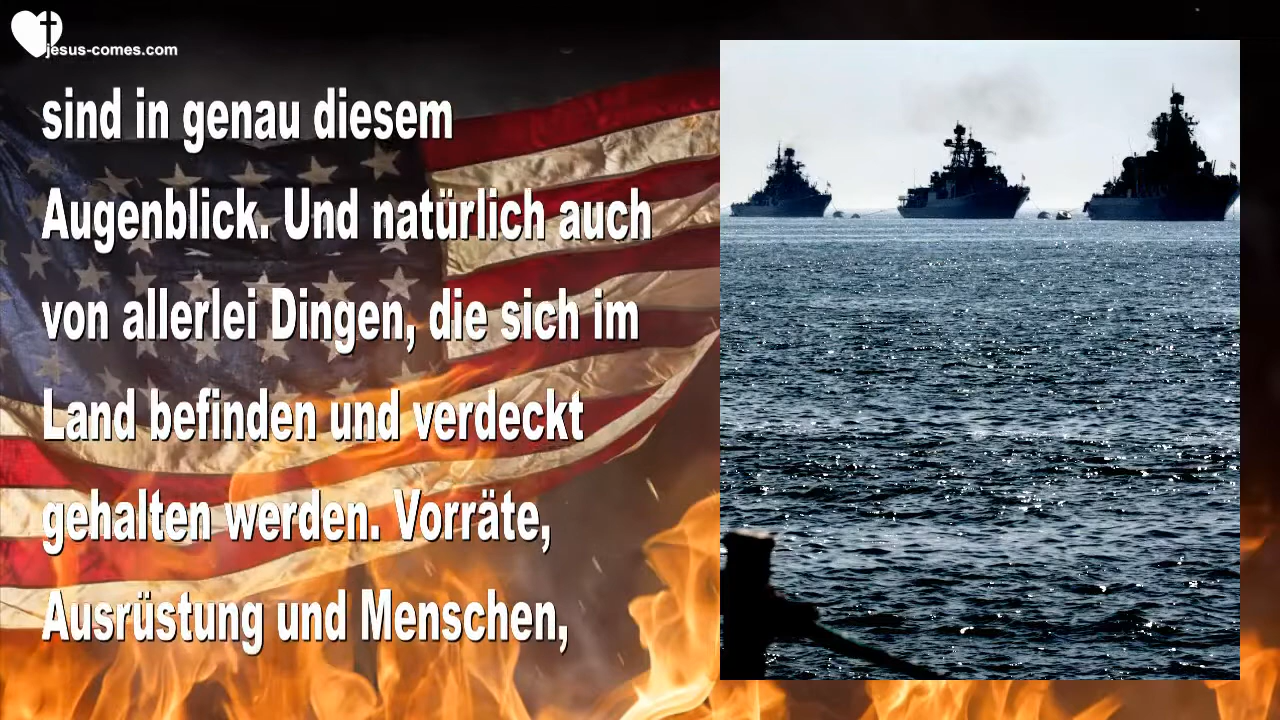 jesus-comes.com
sind in genau diesem
Augenblick. Und natürlich auch
von allerlei Dingen, die sich im
Land befinden und verdeckt
gehalten werden. Vorräte,
Ausrüstung und Menschen,